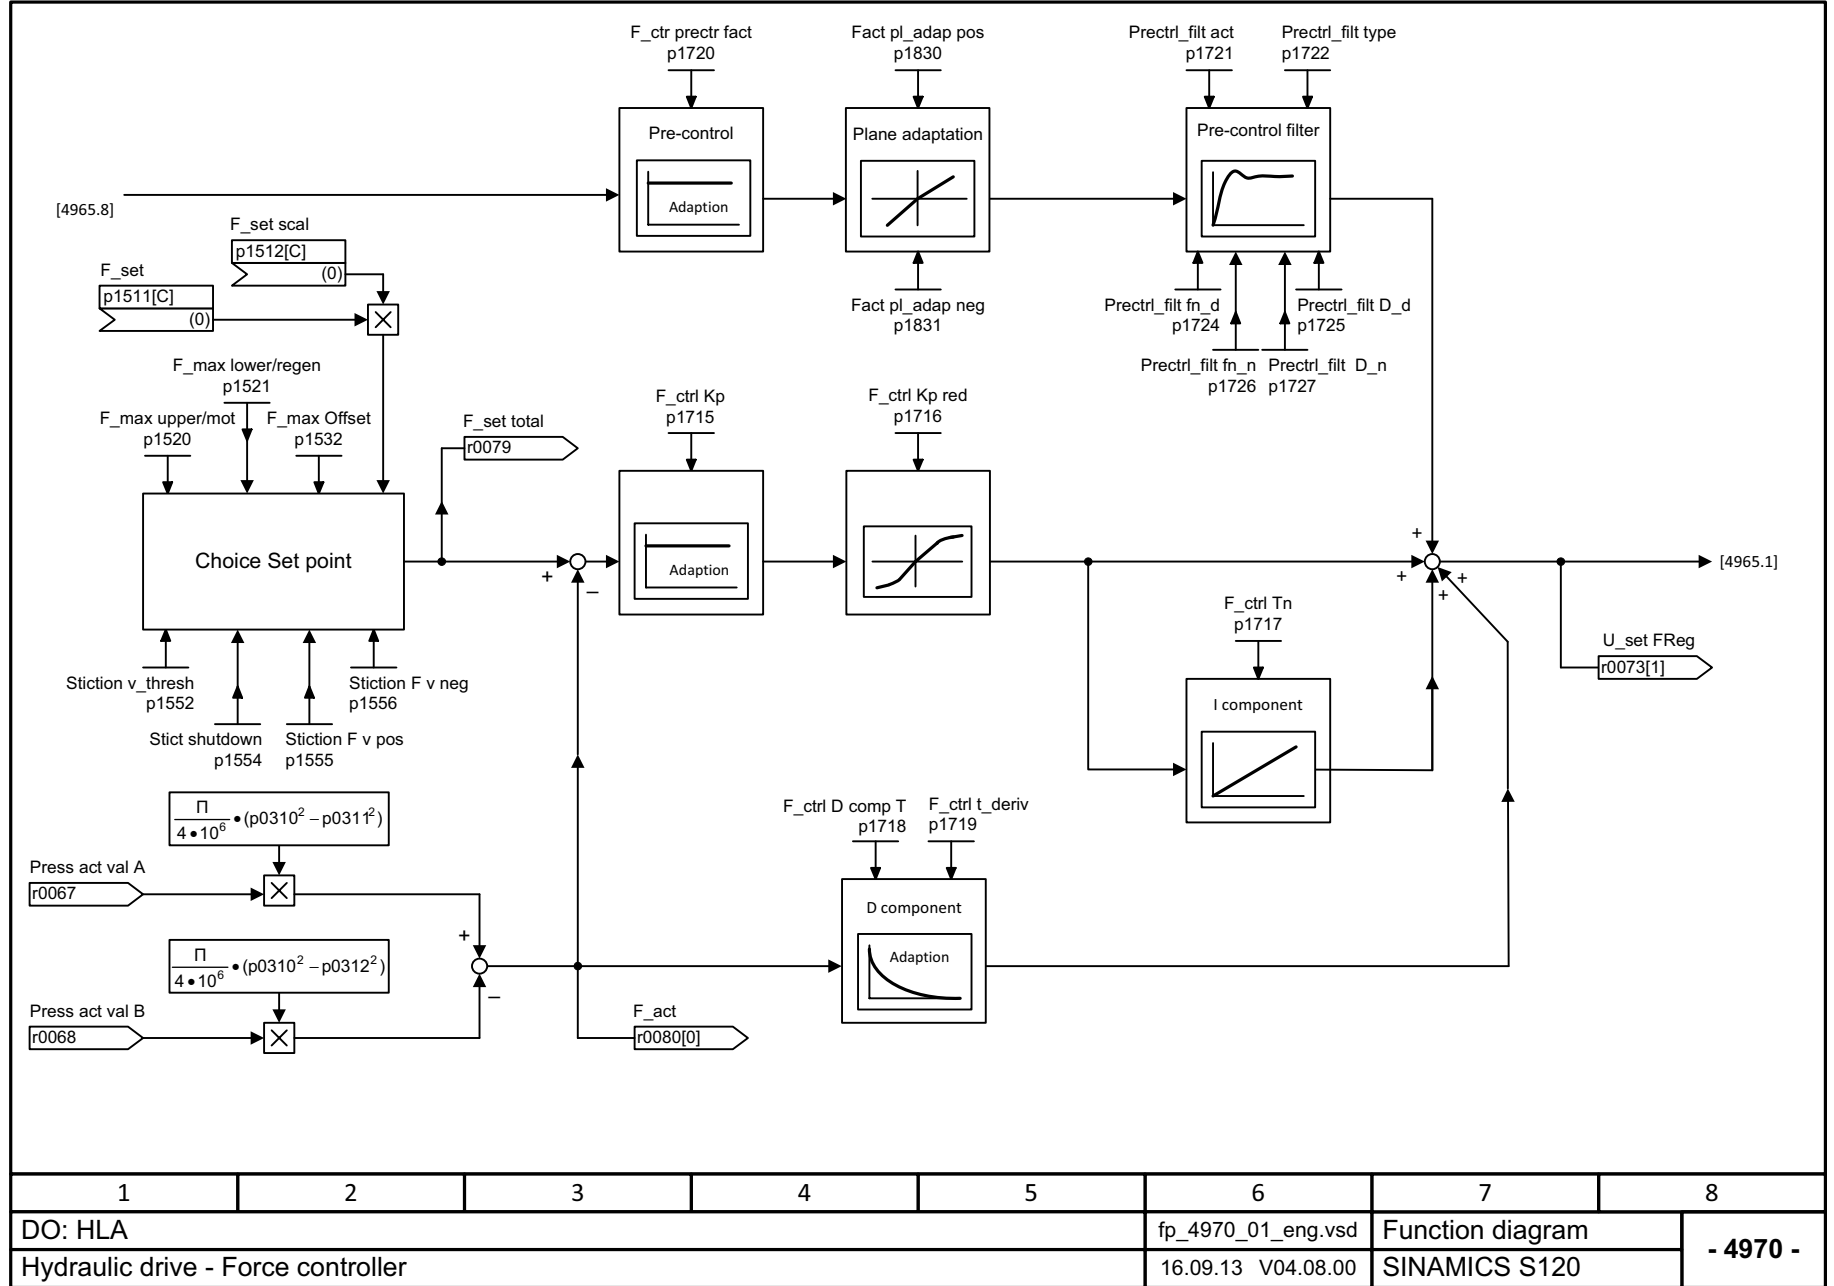 F_ctr prectr fact
p1720
Fact pl_adap pos
p1830
Prectrl_filt act
p1721
Prectrl_filt type
p1722
Pre-control
Adaption
Plane adaptation
Pre-control filter
[4965.8]
F_set scal
p1512[C]
(0)
F_set
p1511[C]
(0)
Fact pl_adap neg
p1831
Prectrl_filt fn_d
p1724
Prectrl_filt D_d
p1725
Prectrl_filt fn_n
p1726
Prectrl_filt D_n
p1727
F_max lower/regen
p1521
F_max upper/mot
p1520
F_max Offset
p1532
F_set total
r0079
F_ctrl Kp
p1715
F_ctrl Kp red
p1716
Choice Set point
+
–
Adaption
+
+
+
+
[4965.1]
F_ctrl Tn
p1717
U_set FReg
r0073[1]
Stiction v_thresh
p1552
Stiction F v neg
p1556
Stict shutdown
p1554
Stiction F v pos
p1555
I component
Π
4•10⁶ •(p0310² – p0311²)
F_ctrl D comp T
p1718
F_ctrl t_deriv
p1719
Press act val A
r0067
D component
Adaption
+
–
Π
4•10⁶ •(p0310² – p0312²)
Press act val B
r0068
F_act
r0080[0]
1 2 3 4 5 6 7 8
DO: HLA
fp_4970_01_eng.vsd
Function diagram
- 4970 -
Hydraulic drive - Force controller
16.09.13 V04.08.00
SINAMICS S120